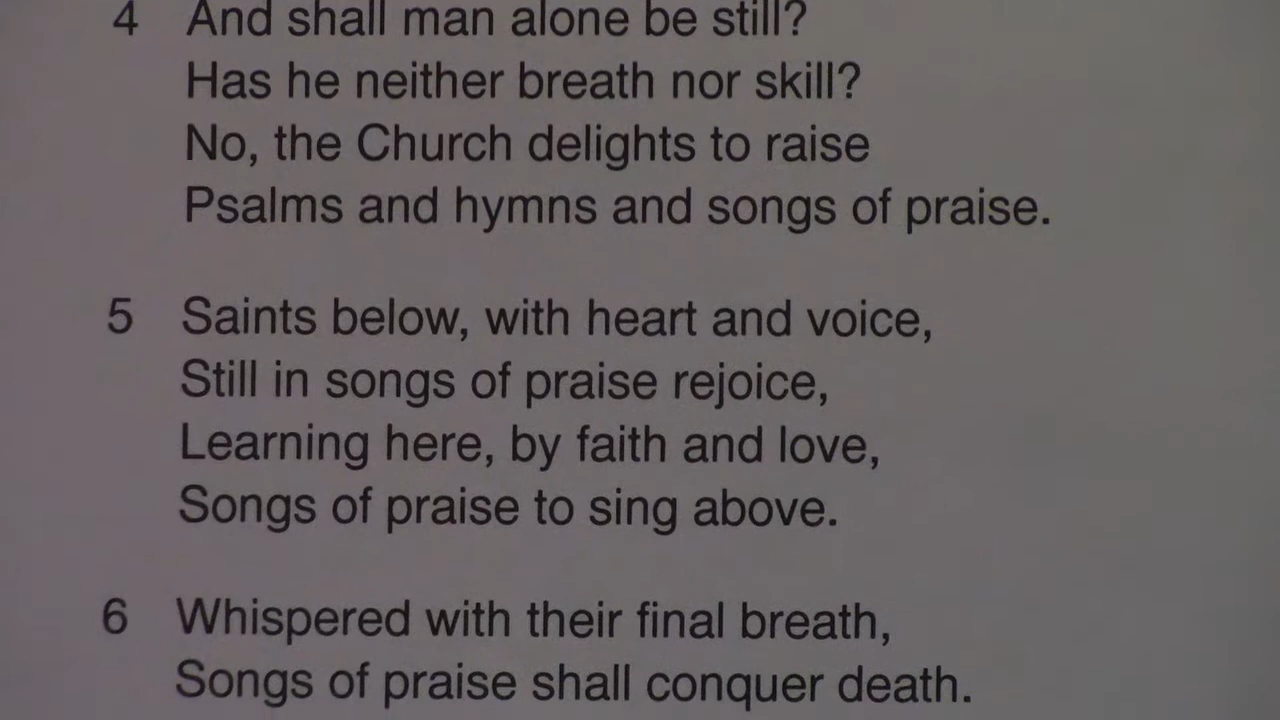 4 And shall man alone be still?
Has he neither breath nor skill?
No, the Church delights to raise
Psalms and hymns and songs of praise.
5 Saints below, with heart and voice,
Still in songs of praise rejoice,
Learning here, by faith and love,
Songs of praise to sing above.
6 Whispered with their final breath,
Songs of praise shall conquer death.